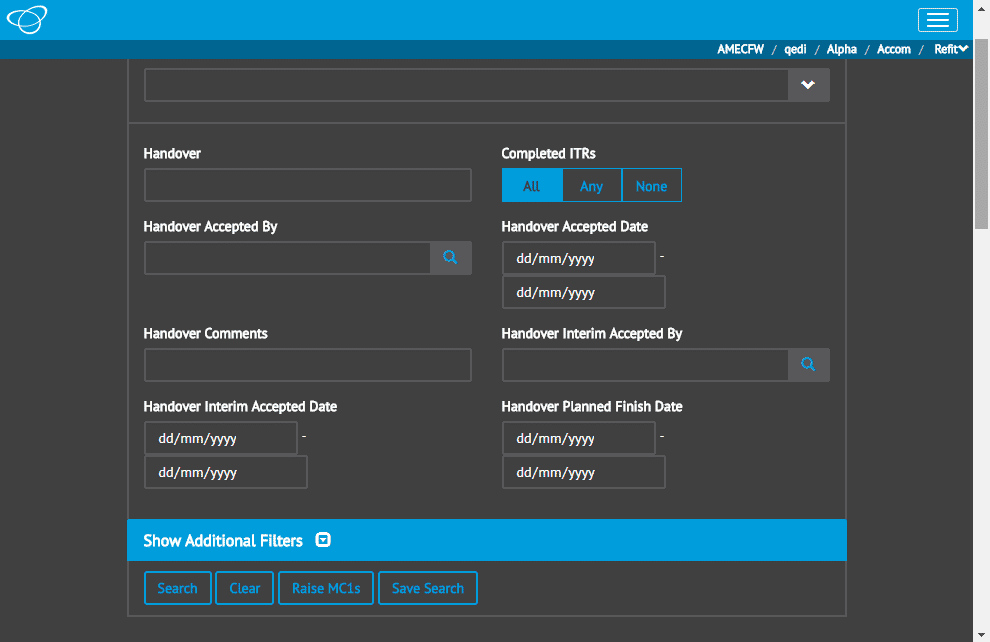 AMECFW / qedi / Alpha / Accom / Refit
Handover
Completed ITRs
All Any None
Handover Accepted By
Handover Accepted Date
dd/mm/yyyy -
dd/mm/yyyy
Handover Comments
Handover Interim Accepted By
Handover Interim Accepted Date
dd/mm/yyyy -
dd/mm/yyyy
Handover Planned Finish Date
dd/mm/yyyy -
dd/mm/yyyy
Show Additional Filters
Search Clear Raise MC1s Save Search